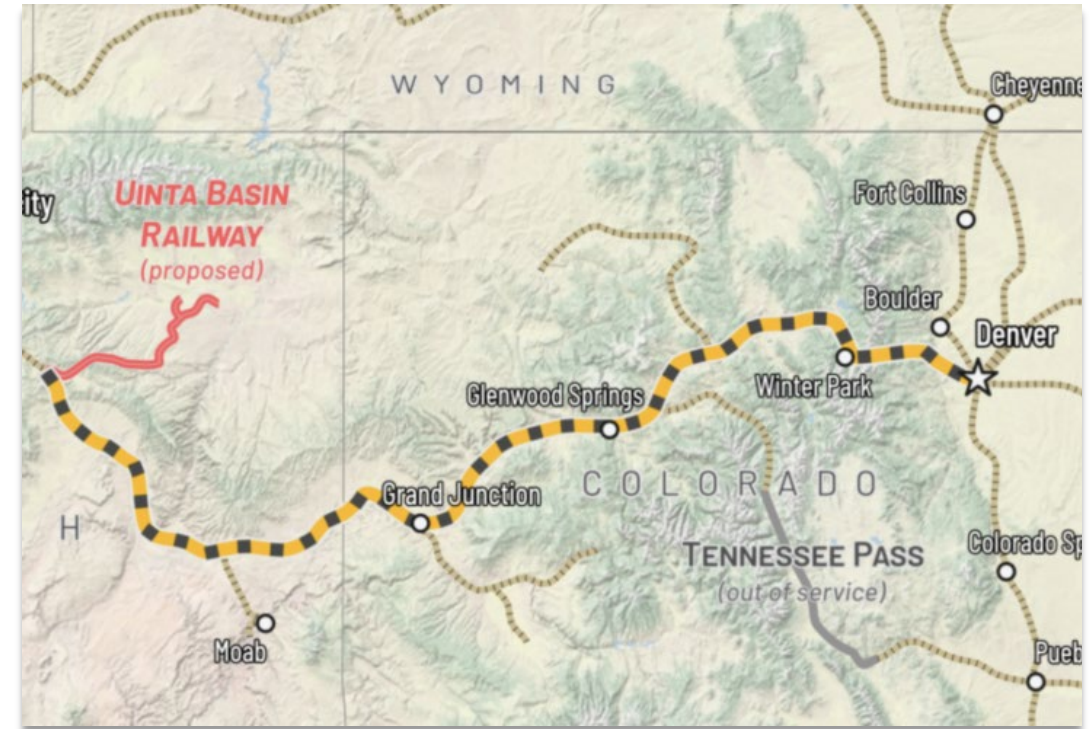 WYOMING
Cheyenne
ity
UINTA BASIN
RAILWAY
(proposed)
Fort Collins
Boulder
Denver
Winter Park
Glenwood Springs
COLORADO
Grand Junction
H
TENNESSEE PASS
(out of service)
Colorado Sp
Moab
Pueb